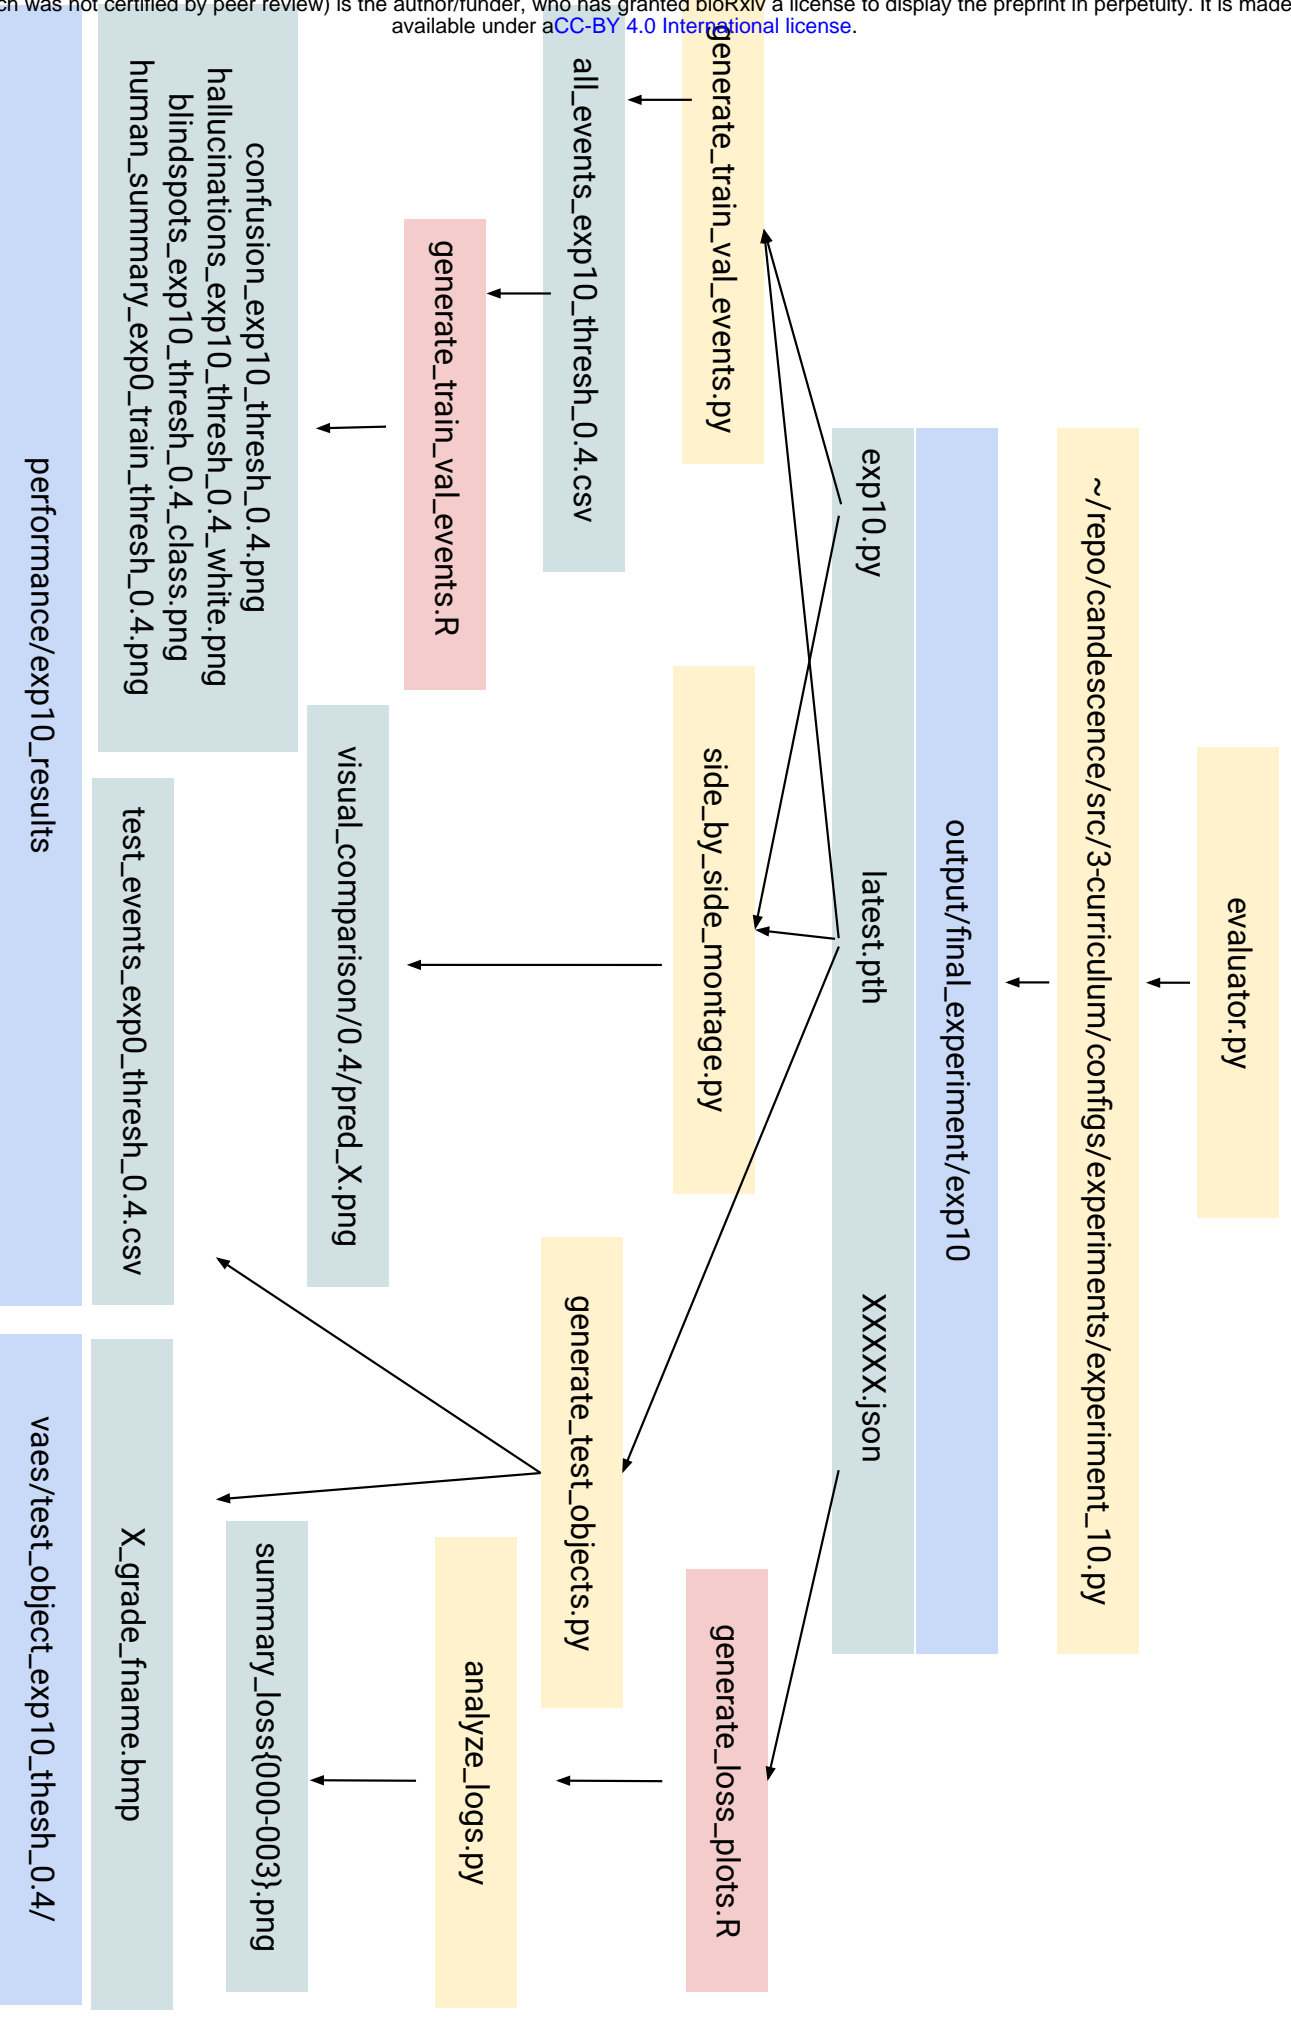 ch was not certified by peer review) is the author/funder, who has granted bioRxiv a license to display the preprint in perpetuity. It is made
available under aCC-BY 4.0 International license.
evaluator.py
~/repo/candescence/src/3-curriculum/configs/experiments/experiment_10.py
output/final_experiment/exp10
exp10.py
latest.pth
XXXXX.json
generate_train_val_events.py
side_by_side_montage.py
generate_loss_plots.R
all_events_exp10_thresh_0.4.csv
generate_test_objects.py
generate_train_val_events.R
analyze_logs.py
visual_comparison/0.4/pred_X.png
summary_loss{000-003}.png
confusion_exp10_thresh_0.4.png
hallucinations_exp10_thresh_0.4_white.png
blindspots_exp10_thresh_0.4_class.png
human_summary_exp0_train_thresh_0.4.png
test_events_exp0_thresh_0.4.csv
X_grade_fname.bmp
performance/exp10_results
vaes/test_object_exp10_thesh_0.4/